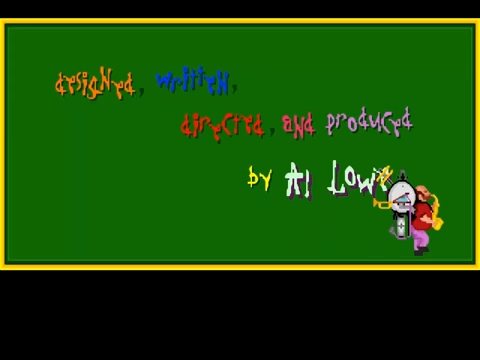 designed, written,
directed, and produced
by Al Lowe